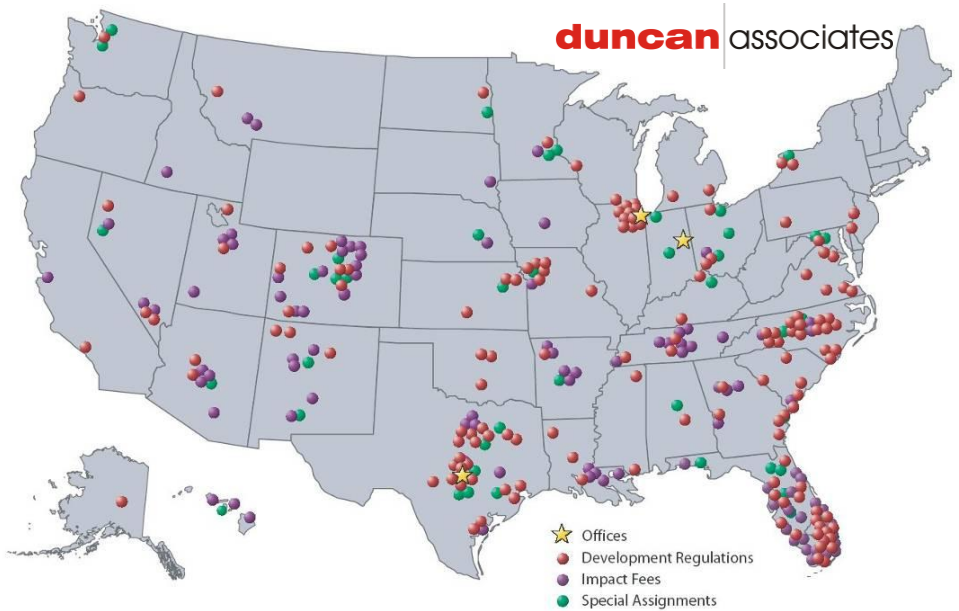 duncan associates
Offices
Development Regulations
Impact Fees
Special Assignments